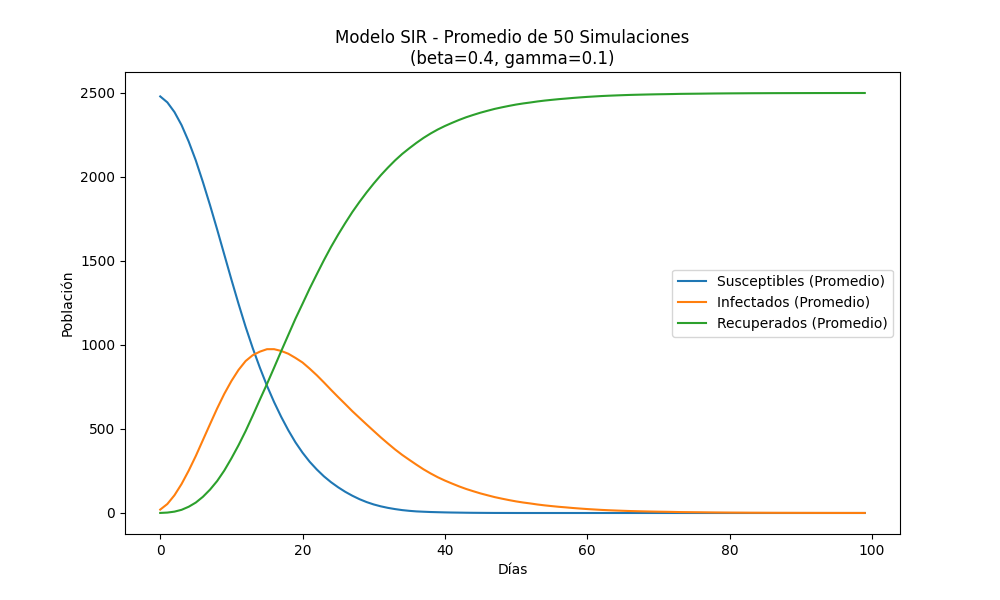 Modelo SIR - Promedio de 50 Simulaciones
(beta=0.4, gamma=0.1)
Población
2500
2000
1500
1000
500
0
Susceptibles (Promedio)
Infectados (Promedio)
Recuperados (Promedio)
0 20 40 60 80 100
Días